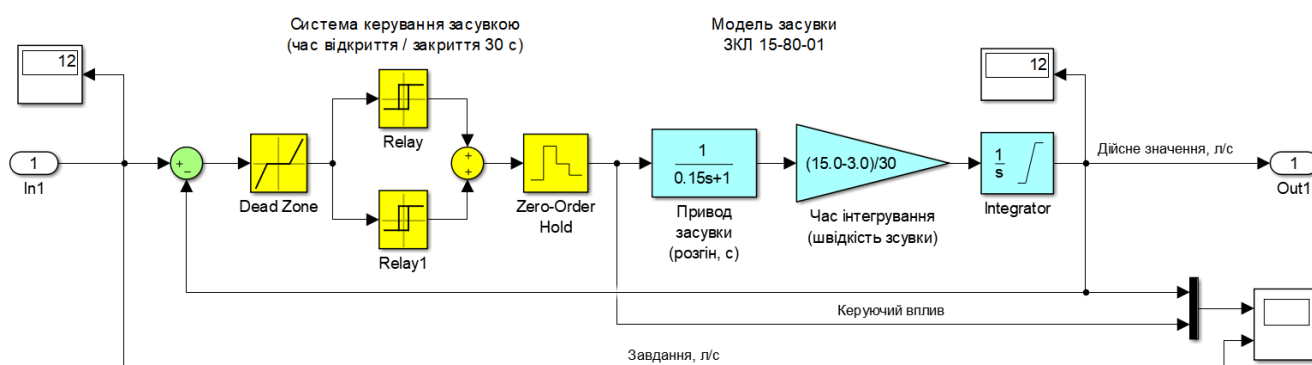 Система керування засувкою
(час відкриття / закриття 30 с)
Модель засувки
ЗКЛ 15-80-01
12
12
1
In1
+
−
Dead Zone
Relay
Relay1
+
+
Zero-Order
Hold
1
0.15s+1
Привод
засувки
(розгін, с)
(15.0-3.0)/30
Час інтегрування
(швідкість зсувки)
1
s
Integrator
Дійсне значення, л/с
1
Out1
Керуючий вплив
Завдання, л/с